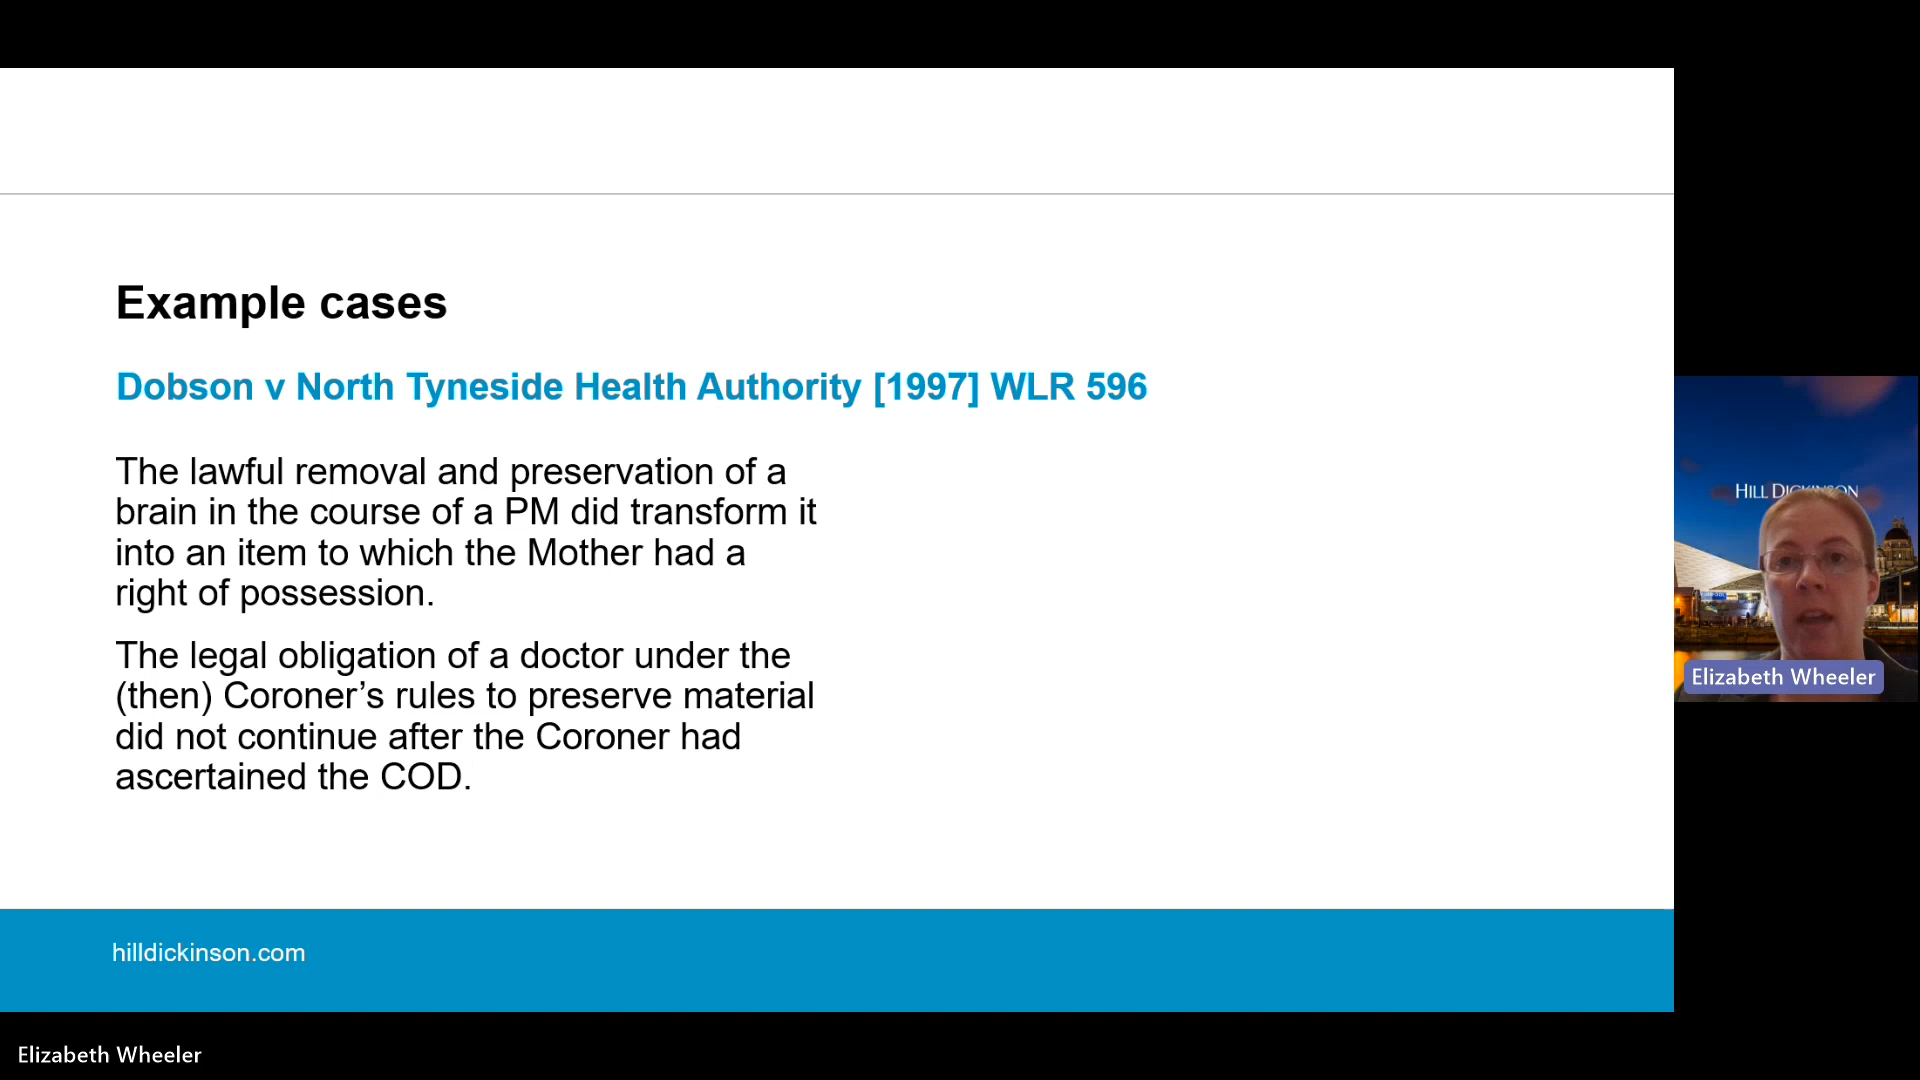 Example cases
Dobson v North Tyneside Health Authority [1997] WLR 596
The lawful removal and preservation of a
brain in the course of a PM did transform it
into an item to which the Mother had a
right of possession.
The legal obligation of a doctor under the
(then) Coroner’s rules to preserve material
did not continue after the Coroner had
ascertained the COD.
hilldickinson.com
HILL DICKINSON
Elizabeth Wheeler
Elizabeth Wheeler